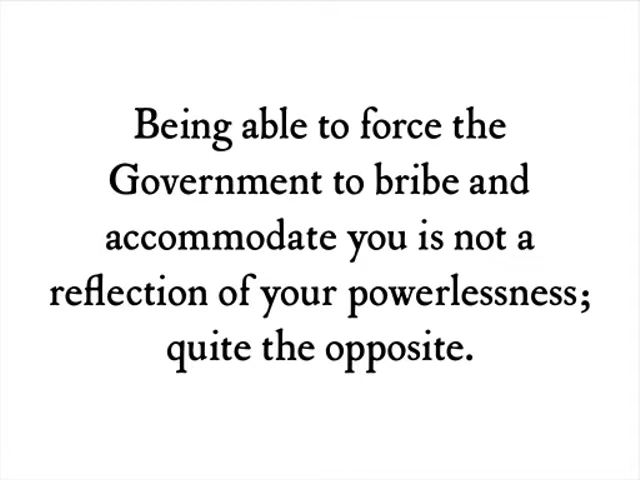 Being able to force the
Government to bribe and
accommodate you is not a
reflection of your powerlessness;
quite the opposite.